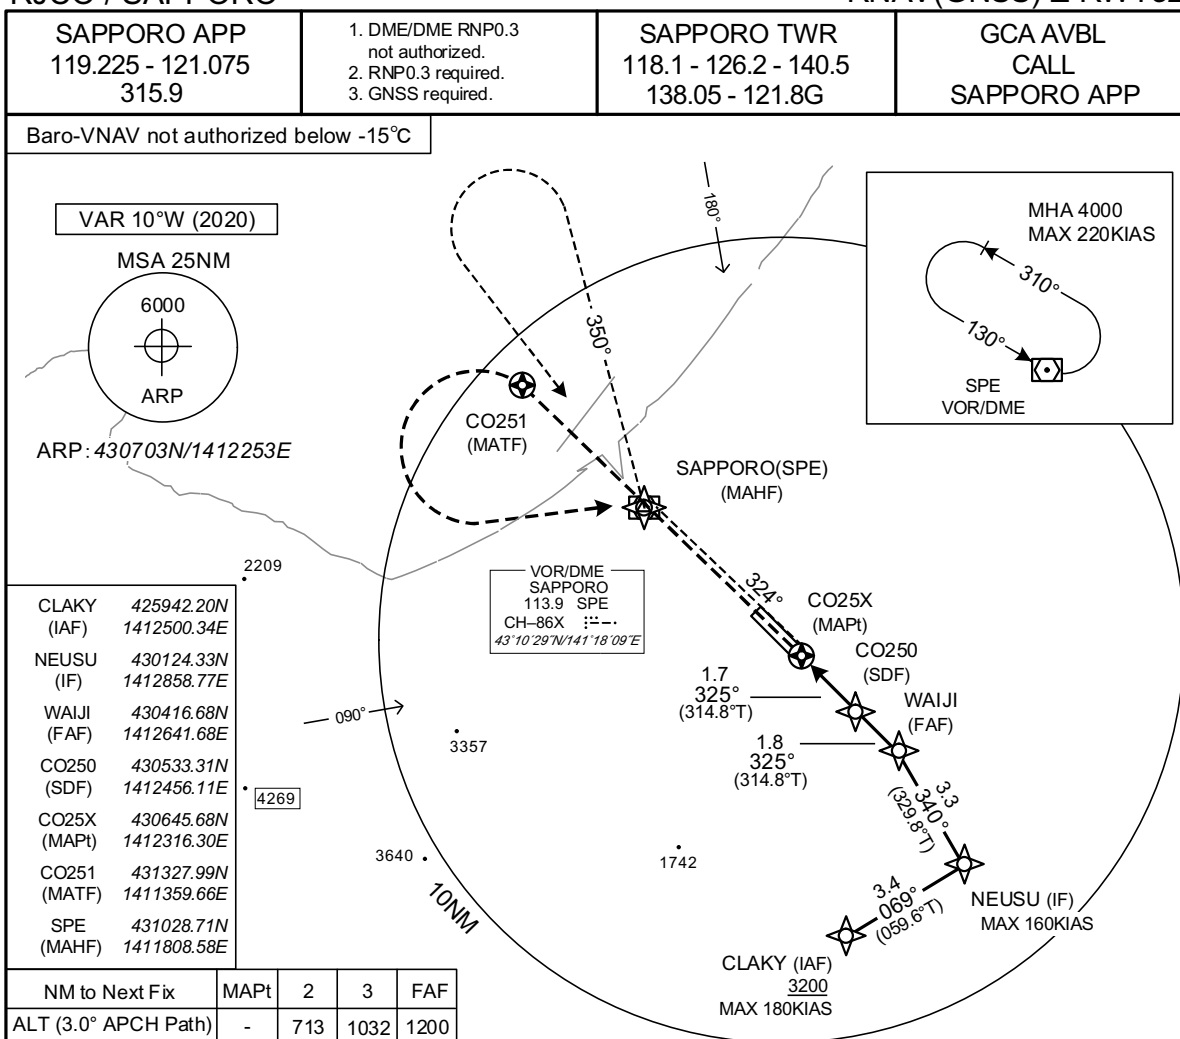 SAPPORO APP
119.225 - 121.075
315.9
1. DME/DME RNP0.3
not authorized.
2. RNP0.3 required.
3. GNSS required.
SAPPORO TWR
118.1 - 126.2 - 140.5
138.05 - 121.8G
GCA AVBL
CALL
SAPPORO APP
Baro-VNAV not authorized below -15°C
VAR 10°W (2020)
MSA 25NM
6000
ARP
ARP: 430703N/1412253E
180°
MHA 4000
MAX 220KIAS
310°
130°
SPE
VOR/DME
350°
CO251
(MATF)
SAPPORO(SPE)
(MAHF)
VOR/DME
SAPPORO
113.9 SPE
CH–86X
43°10'29"N/141°18'09"E
324°
CO25X
(MAPt)
CO250
(SDF)
WAIJI
(FAF)
1.7
325°
(314.8°T)
1.8
325°
(314.8°T)
3.3
340°
(329.8°T)
NEUSU (IF)
MAX 160KIAS
3.4
069°
(059.6°T)
CLAKY (IAF)
3200
MAX 180KIAS
090°
2209
3357
4269
3640
1742
10NM
CLAKY 425942.20N
(IAF) 1412500.34E
NEUSU 430124.33N
(IF) 1412858.77E
WAIJI 430416.68N
(FAF) 1412641.68E
CO250 430533.31N
(SDF) 1412456.11E
CO25X 430645.68N
(MAPt) 1412316.30E
CO251 431327.99N
(MATF) 1411359.66E
SPE 431028.71N
(MAHF) 1411808.58E
NM to Next Fix MAPt 2 3 FAF
ALT (3.0° APCH Path) - 713 1032 1200